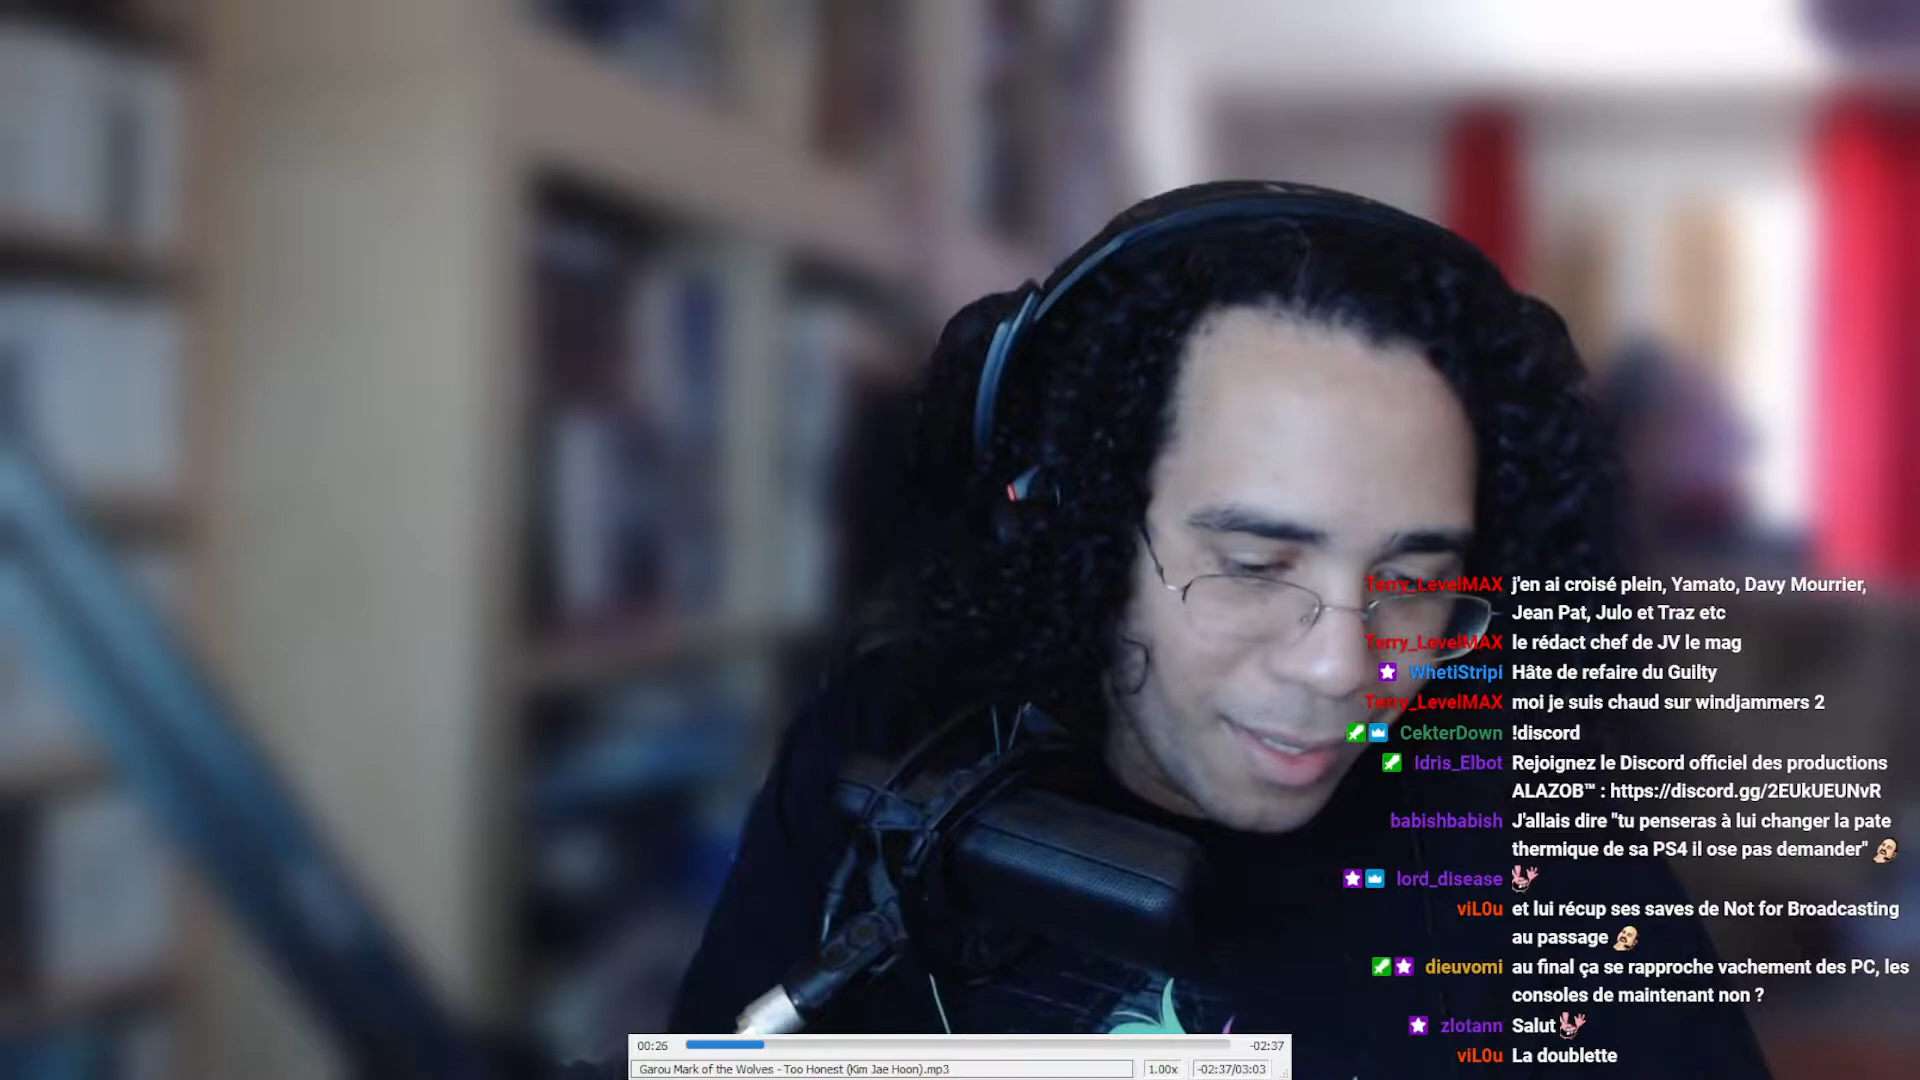 Terry_LevelMAX j'en ai croisé plein, Yamato, Davy Mourrier,
Jean Pat, Julo et Traz etc
Terry_LevelMAX le rédact chef de JV le mag
WhetiStripi Hâte de refaire du Guilty
Terry_LevelMAX moi je suis chaud sur windjammers 2
CekterDown !discord
Idris_Elbot Rejoignez le Discord officiel des productions
ALAZOB™ : https://discord.gg/2EUkUEUNvR
babishbabish J'allais dire "tu penseras à lui changer la pate
thermique de sa PS4 il ose pas demander"
lord_disease
viL0u et lui récup ses saves de Not for Broadcasting
au passage
dieuvomi au final ça se rapproche vachement des PC, les
consoles de maintenant non ?
zlotann Salut
viL0u La doublette
00:26 -02:37
Garou Mark of the Wolves - Too Honest (Kim Jae Hoon).mp3 1.00x -02:37/03:03